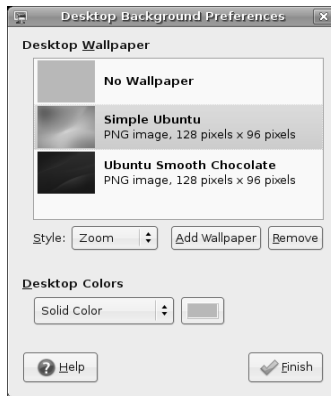 Desktop Background Preferences
Desktop Wallpaper
No Wallpaper
Simple Ubuntu
PNG image, 128 pixels x 96 pixels
Ubuntu Smooth Chocolate
PNG image, 128 pixels x 96 pixels
Style: Zoom Add Wallpaper Remove
Desktop Colors
Solid Color
Help Finish